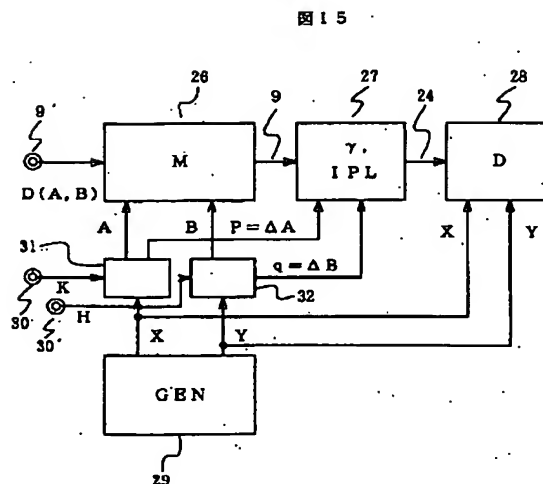 図15
26
27
28
9
9
24
M
γ,
IPL
D
D(A,B)
A
B
P=ΔA
X
Y
31
K
q=ΔB
30
H
32
30'
X
Y
GEN
29